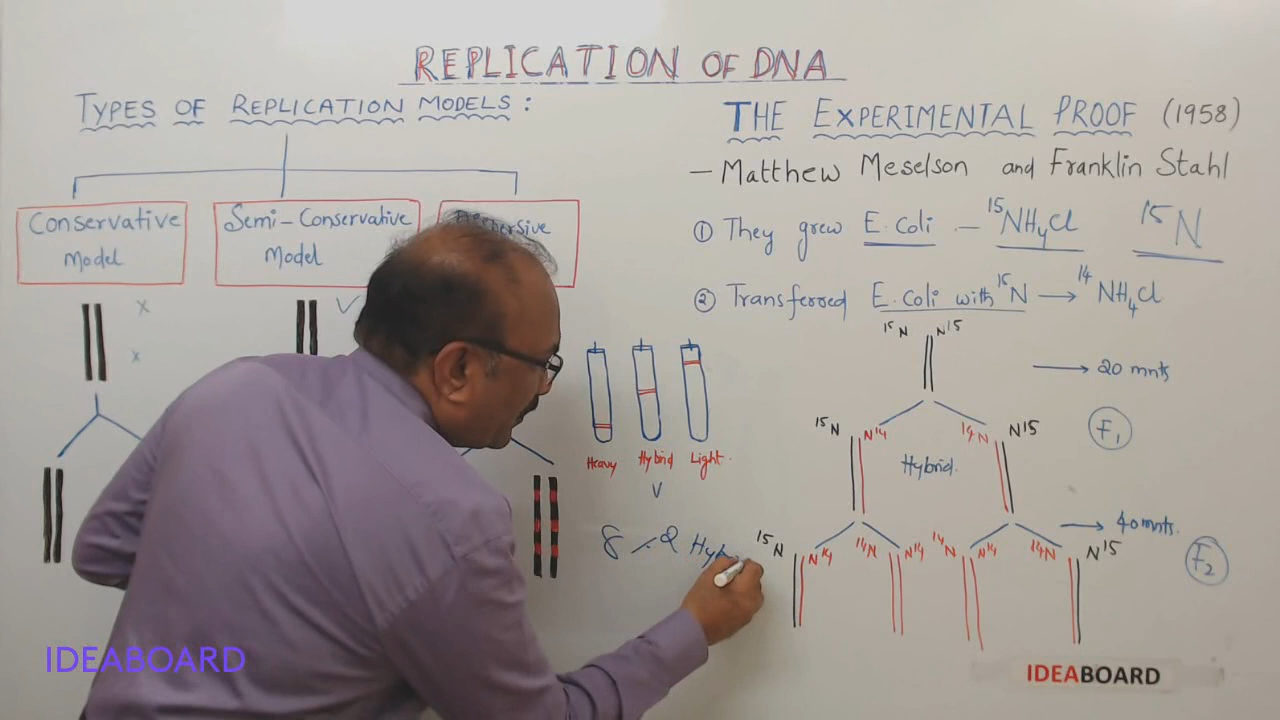 REPLICATION OF DNA
TYPES OF REPLICATION MODELS :
Conservative
Model
Semi-Conservative
Model
x
x
✓
THE EXPERIMENTAL PROOF (1958)
– Matthew Meselson and Franklin Stahl
① They grew E. Coli – ¹⁵NH₄Cl ¹⁵N
② Transferred E. Coli with ¹⁵N → ¹⁴NH₄Cl
¹⁵N N¹⁵
→ 20 mnts
¹⁵N N¹⁴ ¹⁴N N¹⁵
F₁
Hybrid.
Heavy Hybrid Light.
→ 40 mnts.
8 2 Hyb
¹⁵N N¹⁴ ¹⁴N N¹⁴ ¹⁴N N¹⁴ ¹⁴N N¹⁵
F₂
IDEABOARD
IDEABOARD